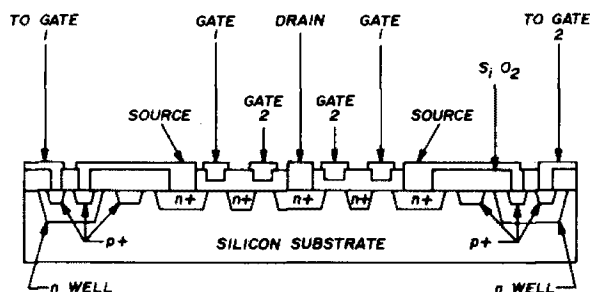 TO GATE 1
GATE 1
DRAIN
GATE 1
TO GATE 2
Si O2
SOURCE
GATE 2
GATE 2
SOURCE
n+
n+
n+
n+
n+
p+
SILICON SUBSTRATE
p+
n WELL
n WELL